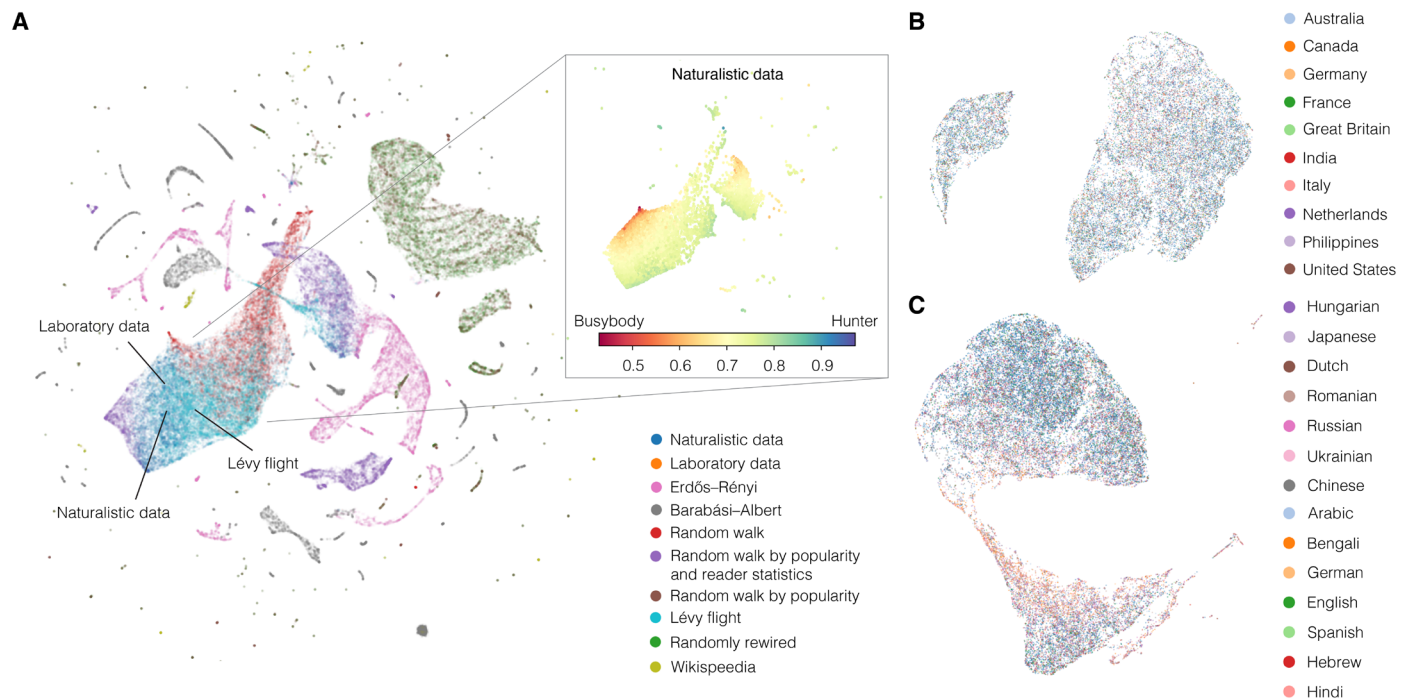 A
Naturalistic data
Busybody
Hunter
0.5 0.6 0.7 0.8 0.9
Laboratory data
Lévy flight
Naturalistic data
Naturalistic data
Laboratory data
Erdős–Rényi
Barabási–Albert
Random walk
Random walk by popularity
and reader statistics
Random walk by popularity
Lévy flight
Randomly rewired
Wikispeedia
B
Australia
Canada
Germany
France
Great Britain
India
Italy
Netherlands
Philippines
United States
C
Hungarian
Japanese
Dutch
Romanian
Russian
Ukrainian
Chinese
Arabic
Bengali
German
English
Spanish
Hebrew
Hindi